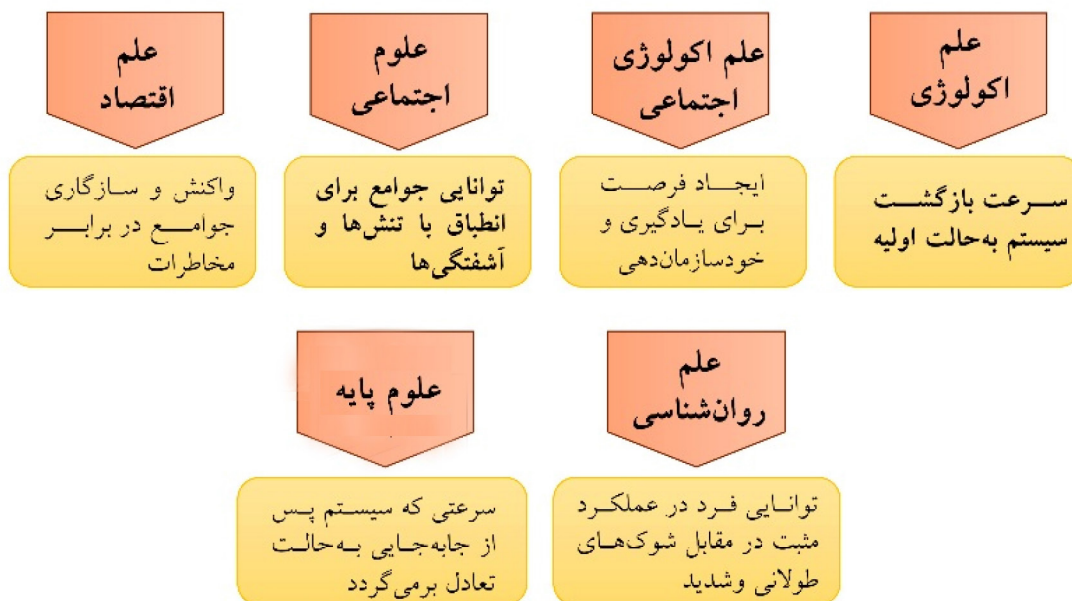 علم
اکولوژی
سرعت بازگشت
سیستم به‌حالت اولیه
علم اکولوژی
اجتماعی
ایجاد فرصت
برای یادگیری و
خودسازمان‌دهی
علوم
اجتماعی
توانایی جوامع برای
انطباق با تنش‌ها و
آشفتگی‌ها
علم
اقتصاد
واکنش و سازگاری
جوامع در برابر
مخاطرات
علم
روان‌شناسی
توانایی فرد در عملکرد
مثبت در مقابل شوک‌های
طولانی وشدید
علوم پایه
سرعتی که سیستم پس
از جابه‌جایی به‌حالت
تعادل برمی‌گردد